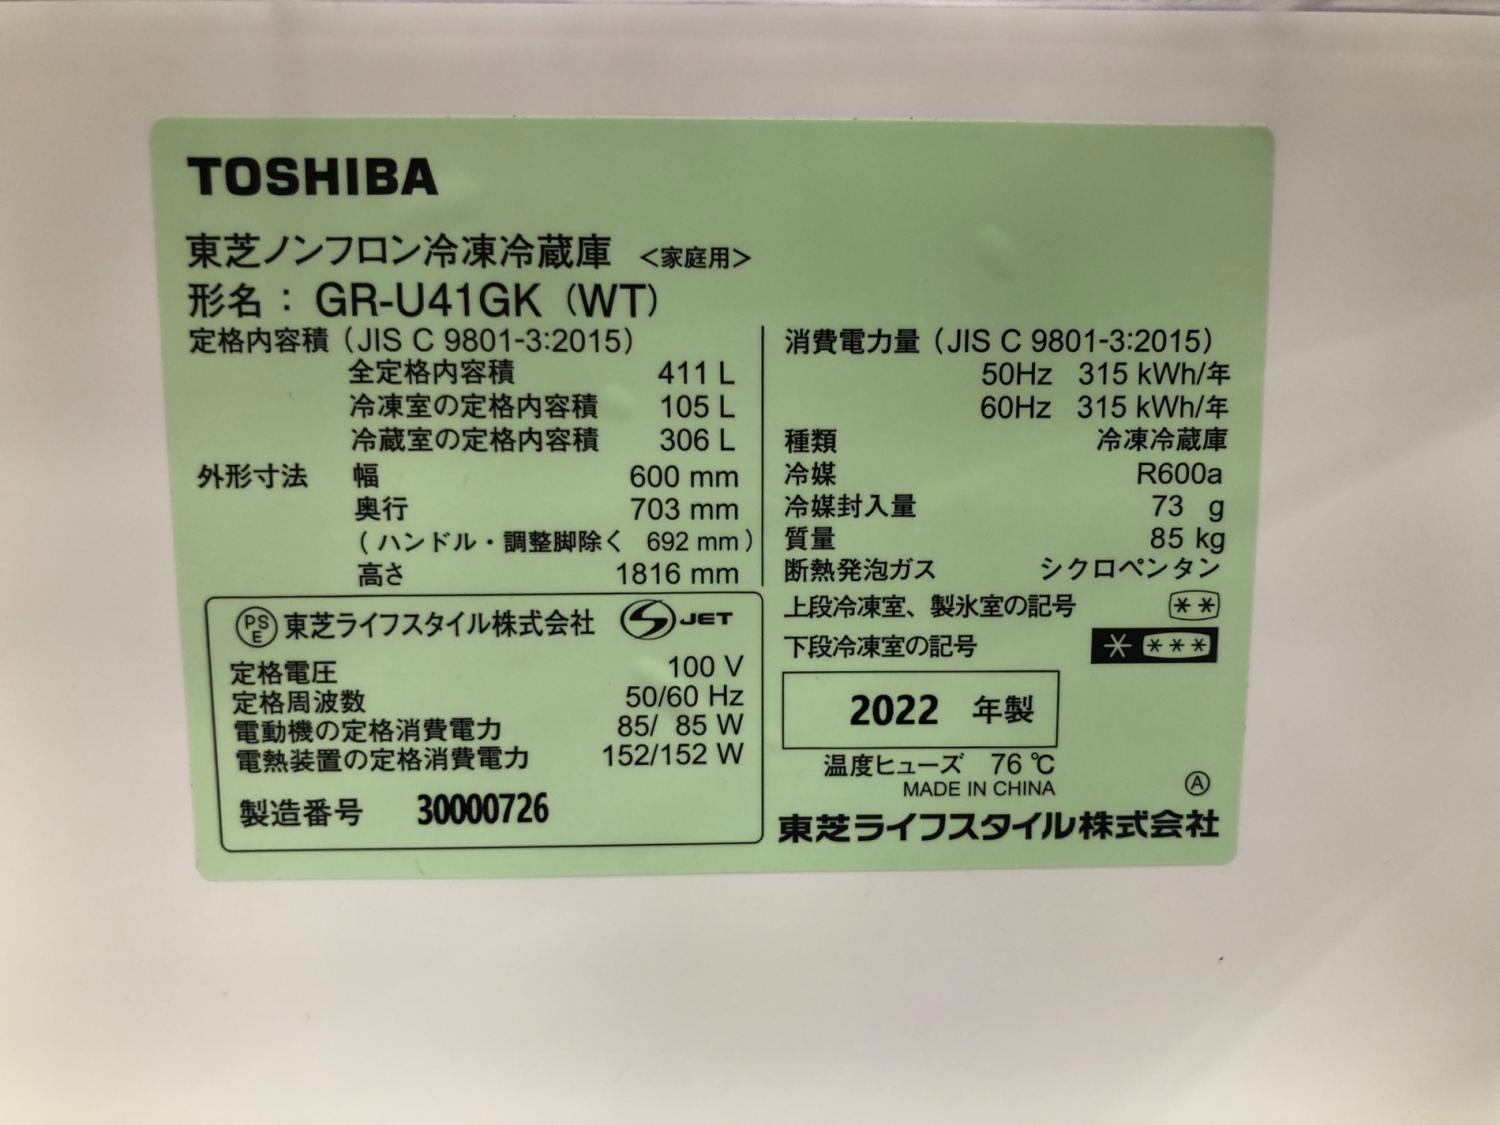 TOSHIBA
東芝ノンフロン冷凍冷蔵庫 <家庭用>
形名：GR-U41GK（WT）
定格内容積（JIS C 9801-3:2015）
全定格内容積 411 L
冷凍室の定格内容積 105 L
冷蔵室の定格内容積 306 L
外形寸法 幅 600 mm
奥行 703 mm
(ハンドル・調整脚除く 692 mm)
高さ 1816 mm
消費電力量（JIS C 9801-3:2015）
50Hz 315 kWh/年
60Hz 315 kWh/年
種類 冷凍冷蔵庫
冷媒 R600a
冷媒封入量 73 g
質量 85 kg
断熱発泡ガス シクロペンタン
上段冷凍室、製氷室の記号 **
下段冷凍室の記号 * ***
PSE 東芝ライフスタイル株式会社 S JET
定格電圧 100 V
定格周波数 50/60 Hz
電動機の定格消費電力 85/ 85 W
電熱装置の定格消費電力 152/152 W
製造番号 30000726
2022 年製
温度ヒューズ 76℃
MADE IN CHINA
A
東芝ライフスタイル株式会社